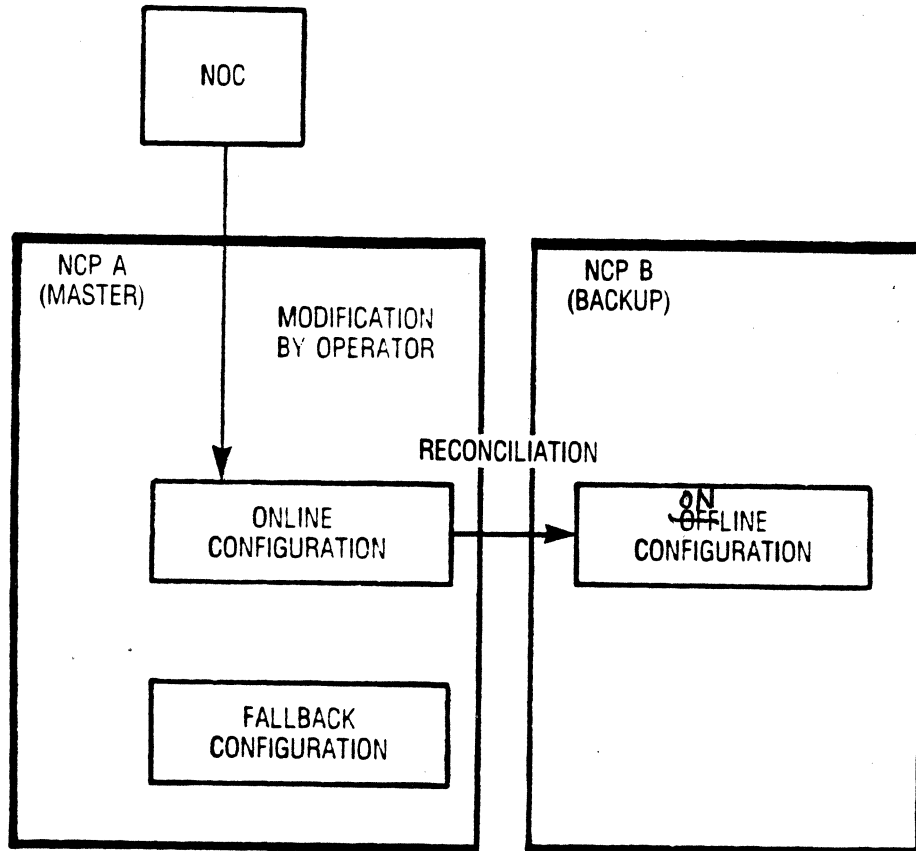 NOC
NCP A
(MASTER)
MODIFICATION
BY OPERATOR
NCP B
(BACKUP)
RECONCILIATION
ONLINE
CONFIGURATION
ON
OFFLINE
CONFIGURATION
FALLBACK
CONFIGURATION